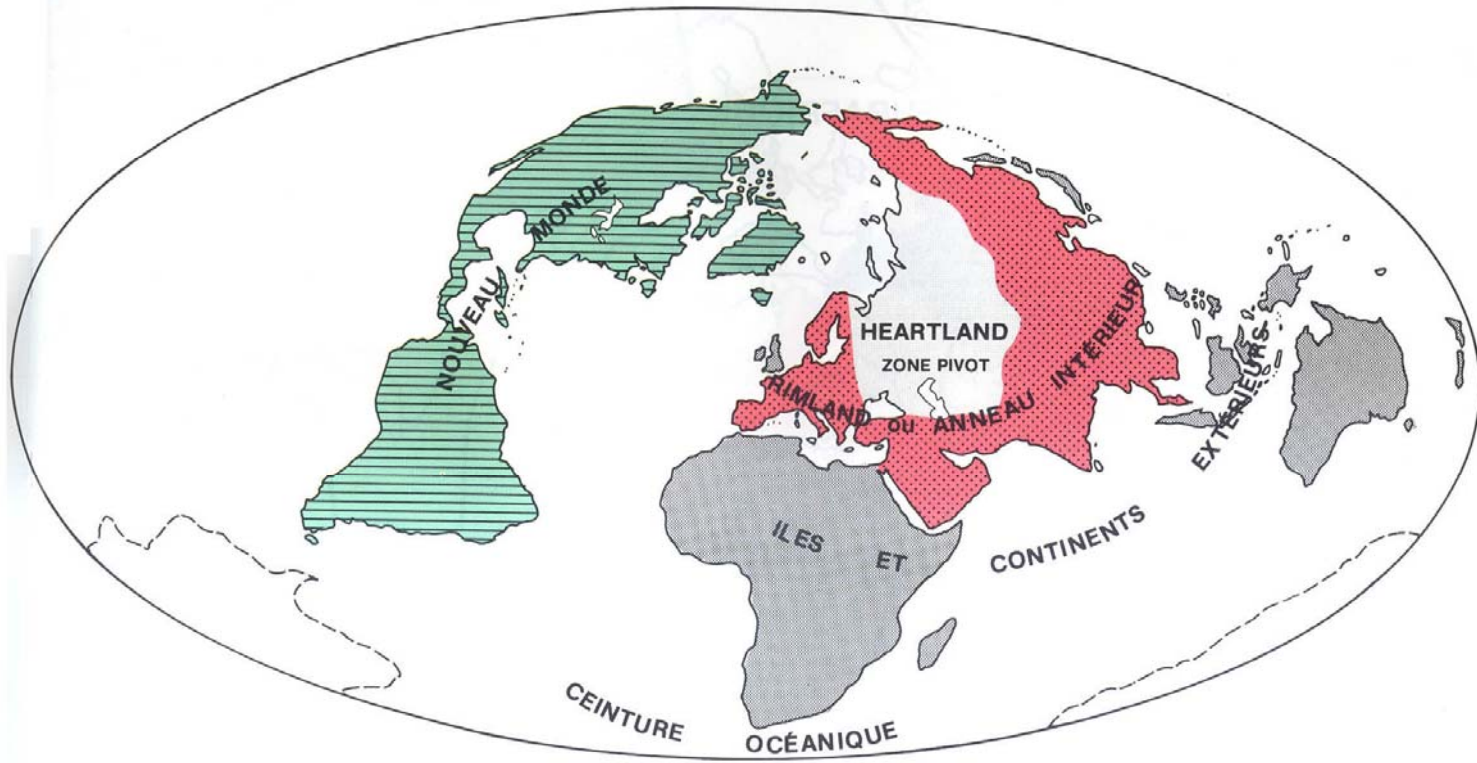 NOUVEAU MONDE
HEARTLAND
ZONE PIVOT
RIMLAND ou ANNEAU INTÉRIEUR
ILES ET CONTINENTS EXTÉRIEURS
CEINTURE OCÉANIQUE